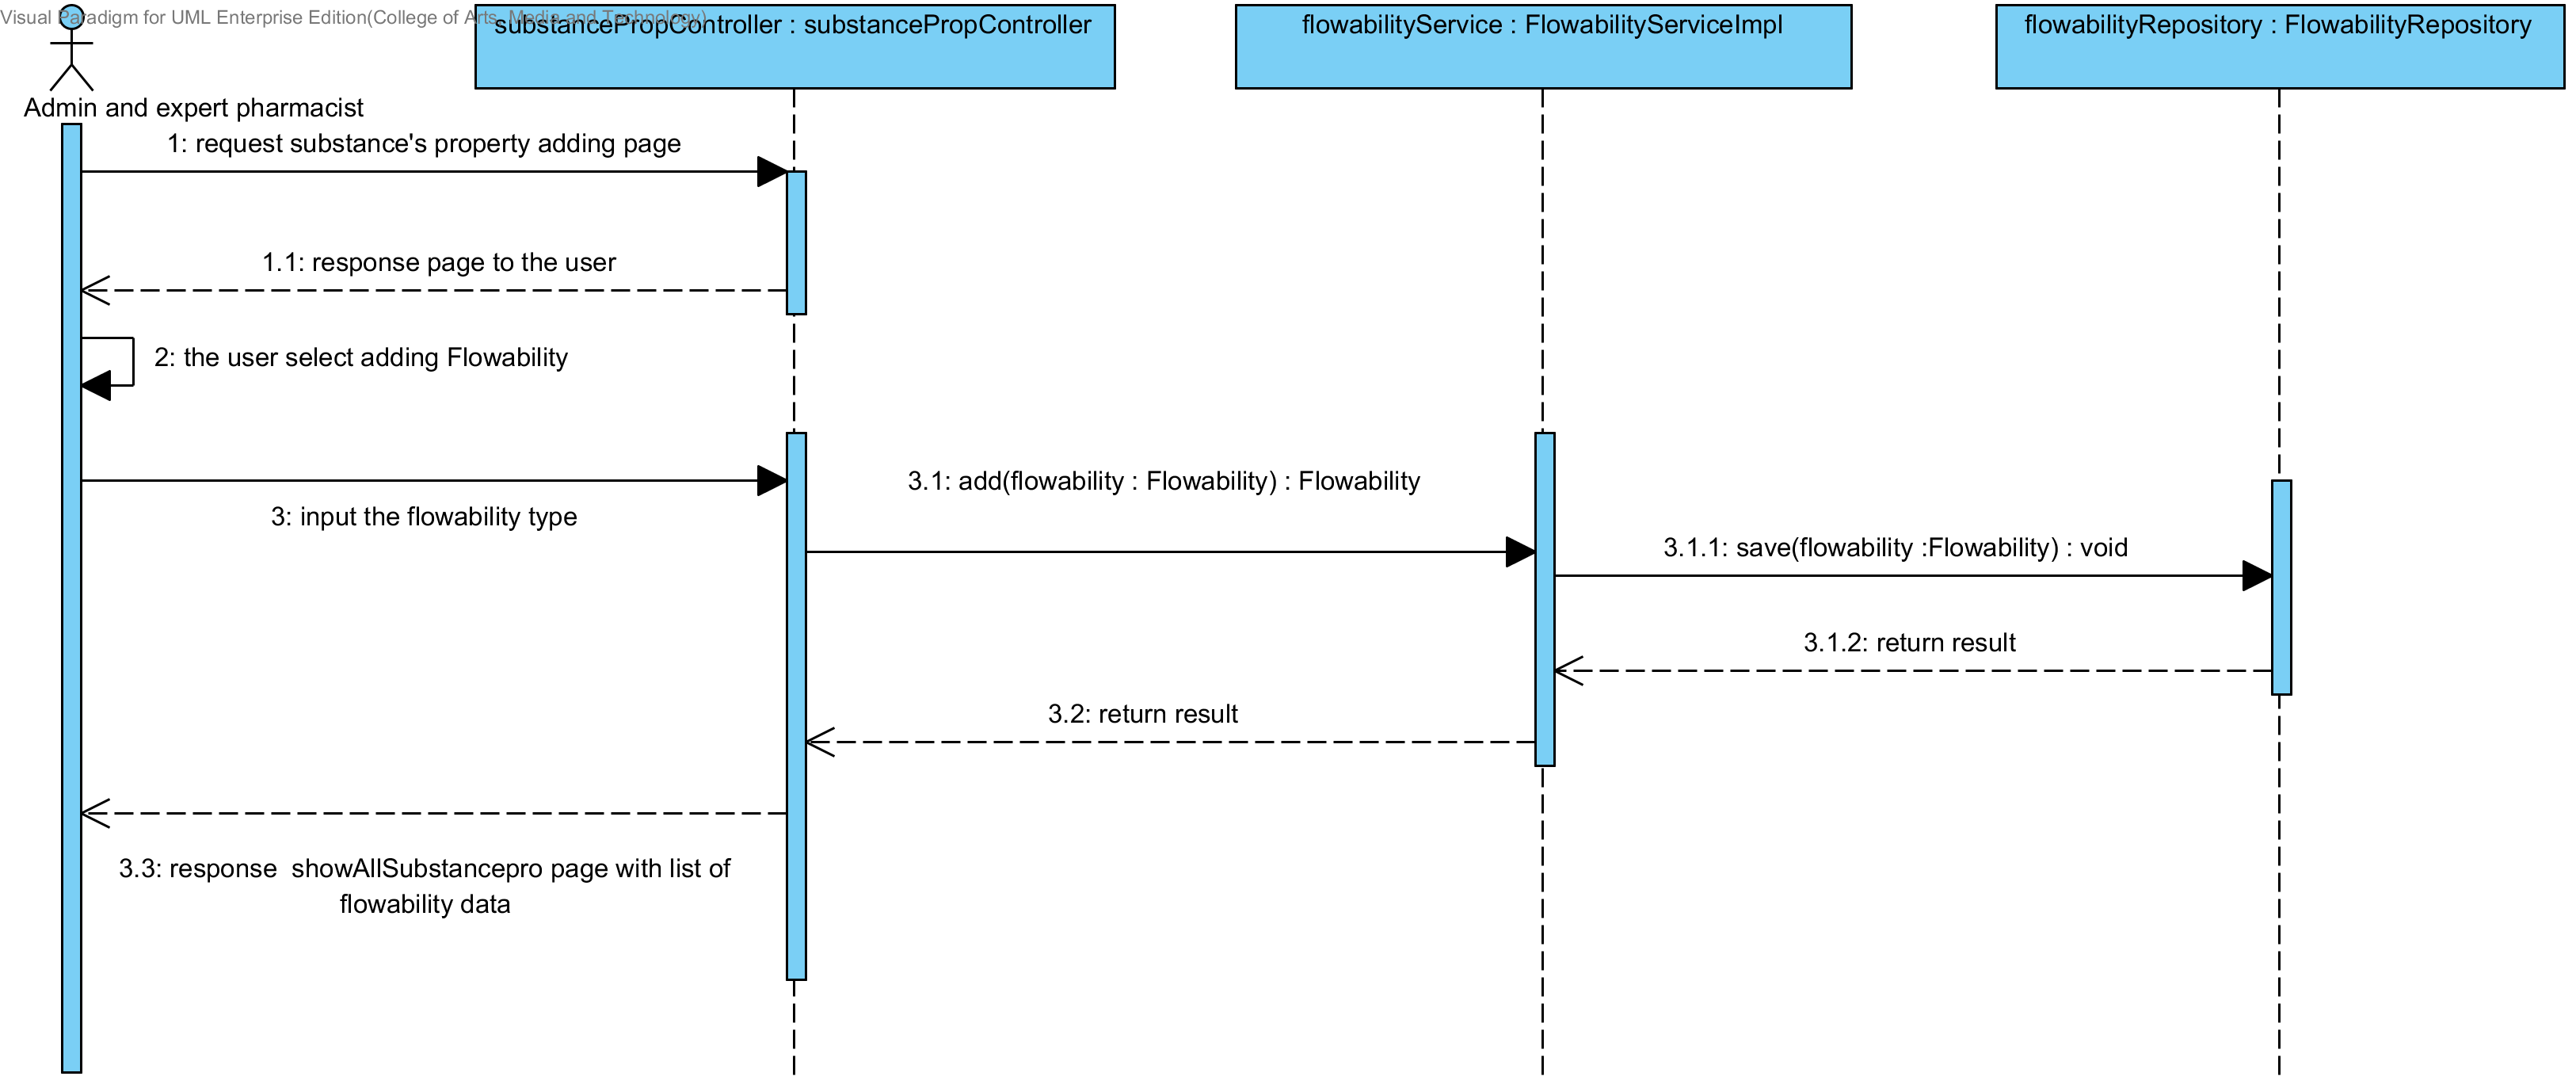 Visual Paradigm for UML Enterprise Edition(College of Arts, Media and Technology)
substancePropController : substancePropController
flowabilityService : FlowabilityServiceImpl
flowabilityRepository : FlowabilityRepository
Admin and expert pharmacist
1: request substance's property adding page
1.1: response page to the user
2: the user select adding Flowability
3: input the flowability type
3.1: add(flowability : Flowability) : Flowability
3.1.1: save(flowability :Flowability) : void
3.1.2: return result
3.2: return result
3.3: response  showAllSubstancepro page with list of
flowability data